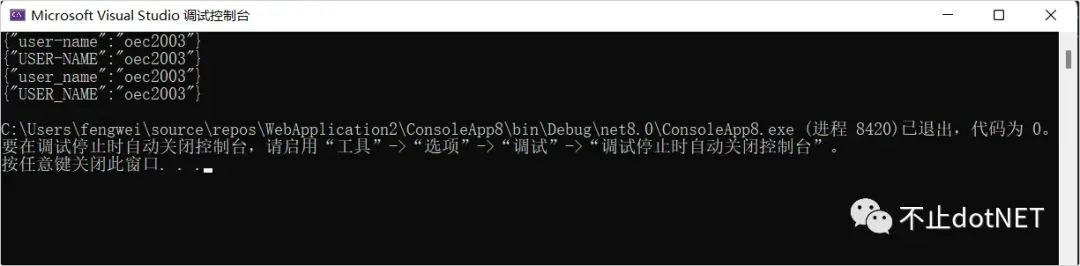 Microsoft Visual Studio 调试控制台
{"user-name":"oec2003"}
{"USER-NAME":"oec2003"}
{"user_name":"oec2003"}
{"USER_NAME":"oec2003"}
C:\Users\fengwei\source\repos\WebApplication2\ConsoleApp8\bin\Debug\net8.0\ConsoleApp8.exe (进程 8420)已退出，代码为 0。
要在调试停止时自动关闭控制台，请启用“工具”->“选项”->“调试”->“调试停止时自动关闭控制台”。
按任意键关闭此窗口. . .
不止dotNET